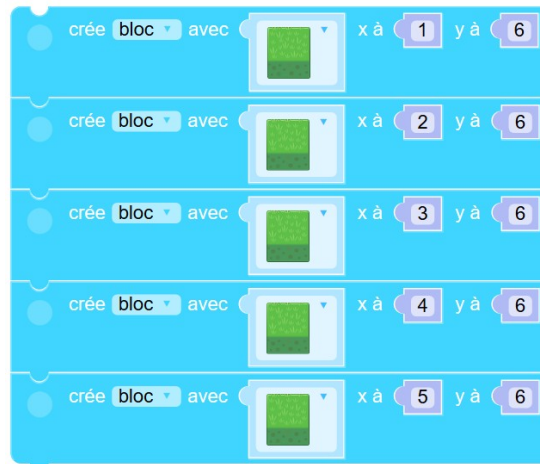 crée bloc avec x à 1 y à 6
crée bloc avec x à 2 y à 6
crée bloc avec x à 3 y à 6
crée bloc avec x à 4 y à 6
crée bloc avec x à 5 y à 6